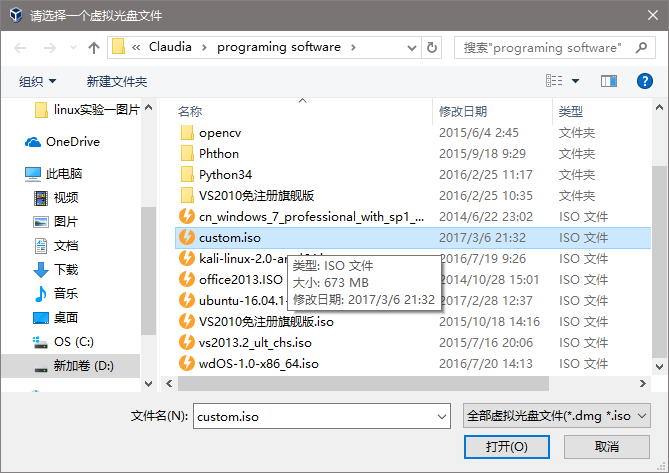 请选择一个虚拟光盘文件
« Claudia › programing software ›
搜索"programing software"
组织 新建文件夹
名称 修改日期 类型
linux实验一图片
OneDrive
此电脑
视频
图片
文档
下载
音乐
桌面
OS (C:)
新加卷 (D:)
opencv 2015/6/4 2:45 文件夹
Phthon 2015/9/18 9:29 文件夹
Python34 2016/2/25 11:17 文件夹
VS2010免注册旗舰版 2016/2/25 10:35 文件夹
cn_windows_7_professional_with_sp1_... 2014/6/22 23:02 ISO 文件
custom.iso 2017/3/6 21:32 ISO 文件
kali-linux-2.0-a 2016/7/19 9:26 ISO 文件
office2013.ISO 2014/10/28 15:01 ISO 文件
ubuntu-16.04.1- 2017/2/28 12:37 ISO 文件
VS2010免注册旗舰版.iso 2015/10/18 14:16 ISO 文件
vs2013.2_ult_chs.iso 2015/7/16 20:06 ISO 文件
wdOS-1.0-x86_64.iso 2016/7/20 14:13 ISO 文件
类型: ISO 文件
大小: 673 MB
修改日期: 2017/3/6 21:32
文件名(N): custom.iso
全部虚拟光盘文件(*.dmg *.iso
打开(O) 取消